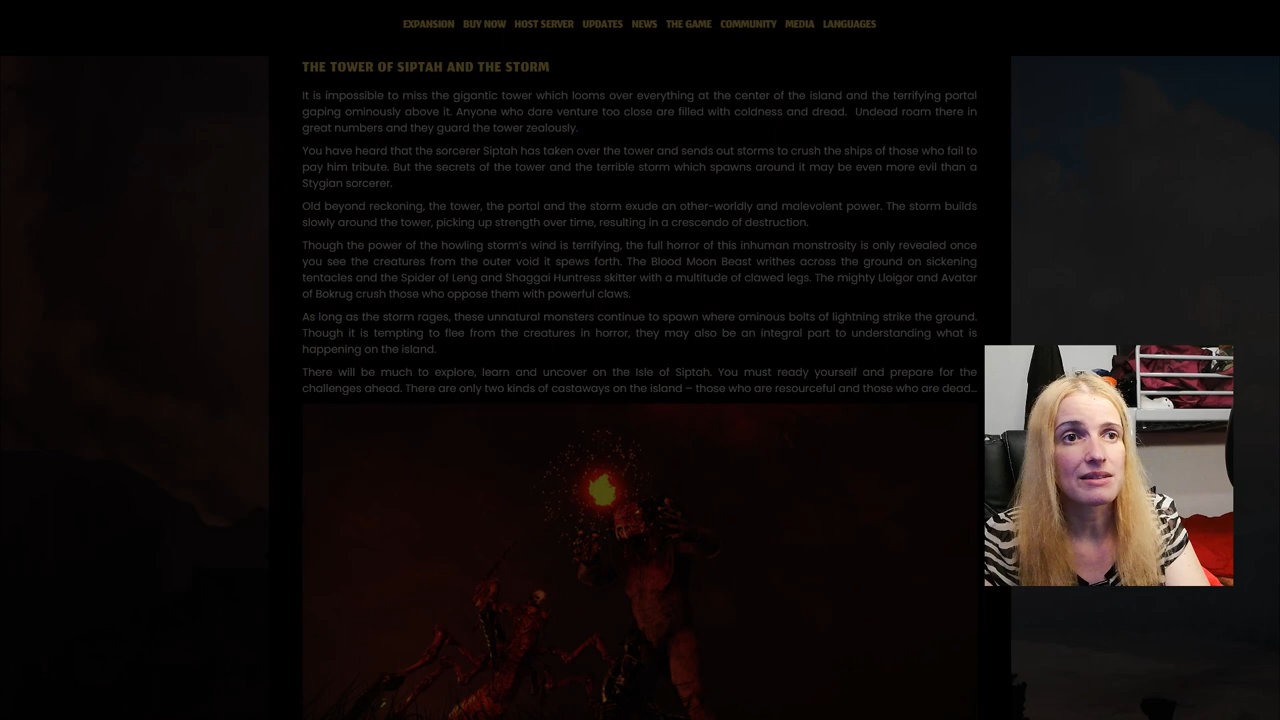 EXPANSION BUY NOW HOST SERVER UPDATES NEWS THE GAME COMMUNITY MEDIA LANGUAGES
THE TOWER OF SIPTAH AND THE STORM
It is impossible to miss the gigantic tower which looms over everything at the center of the island and the terrifying portal
gaping ominously above it. Anyone who dare venture too close are filled with coldness and dread. Undead roam there in
great numbers and they guard the tower zealously.
You have heard that the sorcerer Siptah has taken over the tower and sends out storms to crush the ships of those who fail to
pay him tribute. But the secrets of the tower and the terrible storm which spawns around it may be even more evil than a
Stygian sorcerer.
Old beyond reckoning, the tower, the portal and the storm exude an other-worldly and malevolent power. The storm builds
slowly around the tower, picking up strength over time, resulting in a crescendo of destruction.
Though the power of the howling storm's wind is terrifying, the full horror of this inhuman monstrosity is only revealed once
you see the creatures from the outer void it spews forth. The Blood Moon Beast writhes across the ground on sickening
tentacles and the Spider of Leng and Shaggai Huntress skitter with a multitude of clawed legs. The mighty Lloigor and Avatar
of Bokrug crush those who oppose them with powerful claws.
As long as the storm rages, these unnatural monsters continue to spawn where ominous bolts of lightning strike the ground.
Though it is tempting to flee from the creatures in horror, they may also be an integral part to understanding what is
happening on the island.
There will be much to explore, learn and uncover on the Isle of Siptah. You must ready yourself and prepare for the
challenges ahead. There are only two kinds of castaways on the island – those who are resourceful and those who are dead...